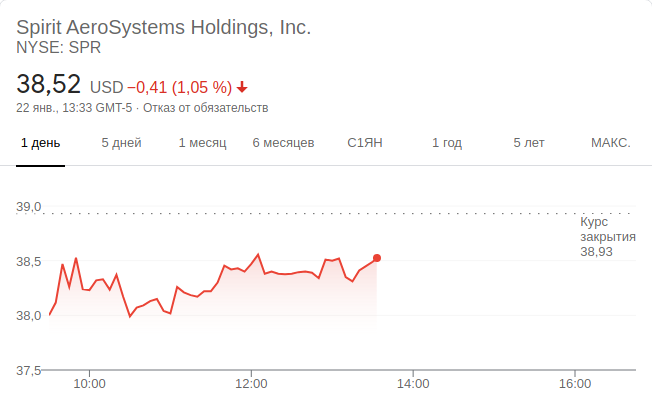 Spirit AeroSystems Holdings, Inc.
NYSE: SPR
38,52 USD −0,41 (1,05 %)
22 янв., 13:33 GMT-5 · Отказ от обязательств
1 день 5 дней 1 месяц 6 месяцев С1ЯН 1 год 5 лет МАКС.
39,0
Курс
закрытия
38,93
38,5
38,0
37,5
10:00 12:00 14:00 16:00